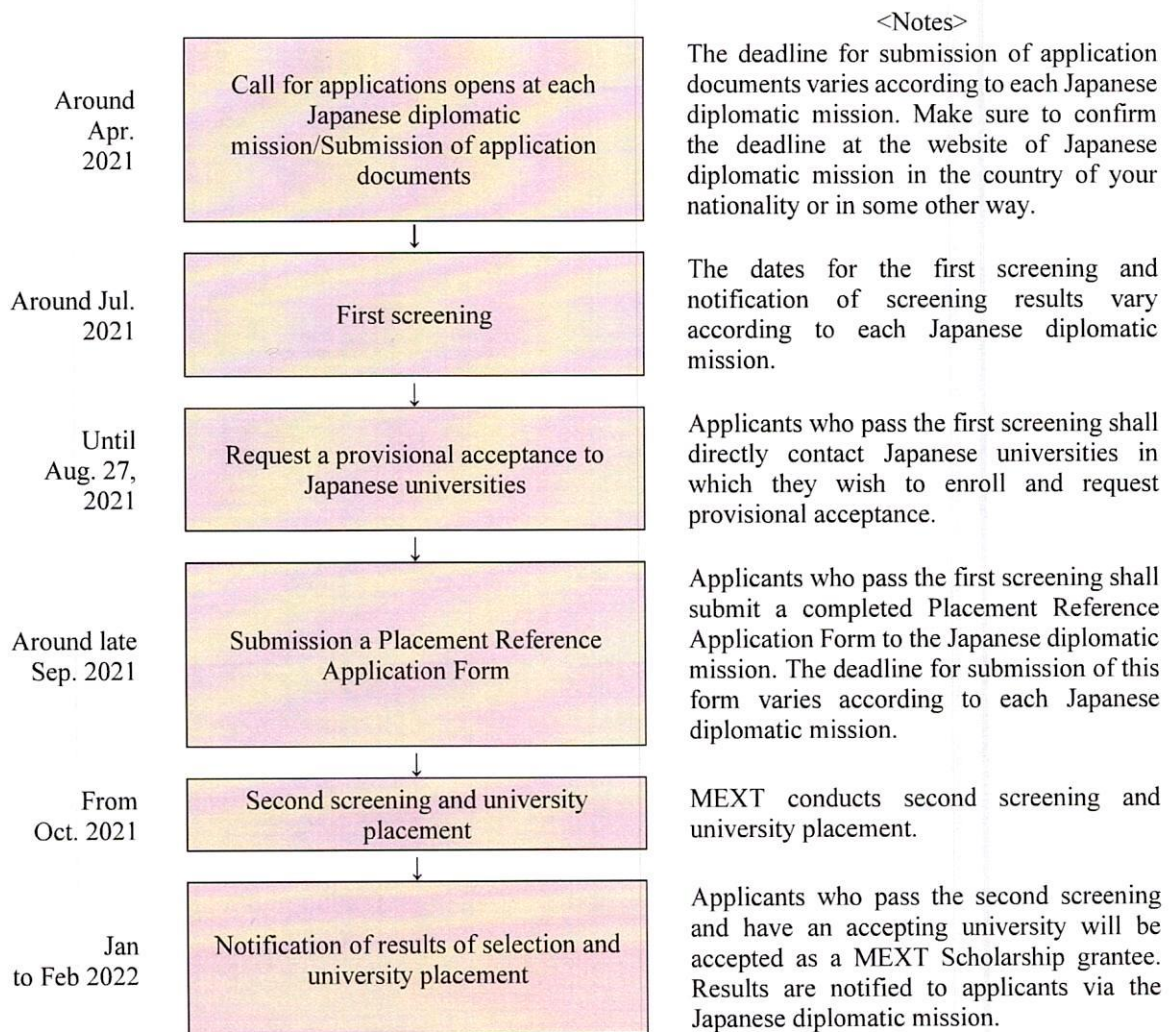 <Notes>
Around
Apr.
2021
Call for applications opens at each
Japanese diplomatic
mission/Submission of application
documents
The deadline for submission of application
documents varies according to each Japanese
diplomatic mission. Make sure to confirm
the deadline at the website of Japanese
diplomatic mission in the country of your
nationality or in some other way.
↓
Around Jul.
2021
First screening
The dates for the first screening and
notification of screening results vary
according to each Japanese diplomatic
mission.
↓
Until
Aug. 27,
2021
Request a provisional acceptance to
Japanese universities
Applicants who pass the first screening shall
directly contact Japanese universities in
which they wish to enroll and request
provisional acceptance.
↓
Around late
Sep. 2021
Submission a Placement Reference
Application Form
Applicants who pass the first screening shall
submit a completed Placement Reference
Application Form to the Japanese diplomatic
mission. The deadline for submission of this
form varies according to each Japanese
diplomatic mission.
↓
From
Oct. 2021
Second screening and university
placement
MEXT conducts second screening and
university placement.
↓
Jan
to Feb 2022
Notification of results of selection and
university placement
Applicants who pass the second screening
and have an accepting university will be
accepted as a MEXT Scholarship grantee.
Results are notified to applicants via the
Japanese diplomatic mission.